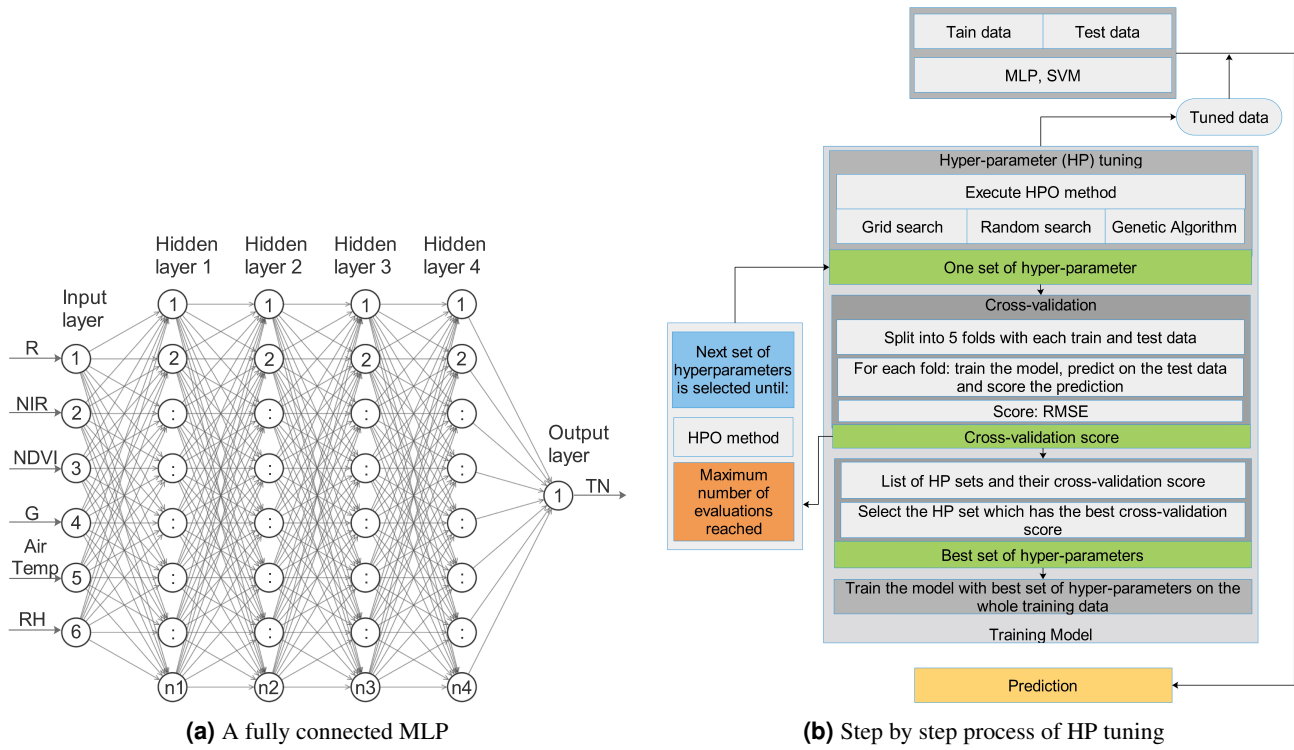 Hidden layer 1
Hidden layer 2
Hidden layer 3
Hidden layer 4
Input layer
R
NIR
NDVI
G
Air Temp
RH
1
2
3
4
5
6
1
2
:
:
:
:
:
n1
1
2
:
:
:
:
:
n2
1
2
:
:
:
:
:
n3
1
2
:
:
:
:
:
n4
Output layer
1
TN
(a) A fully connected MLP
Tain data
Test data
MLP, SVM
Tuned data
Hyper-parameter (HP) tuning
Execute HPO method
Grid search
Random search
Genetic Algorithm
One set of hyper-parameter
Cross-validation
Split into 5 folds with each train and test data
For each fold: train the model, predict on the test data
and score the prediction
Score: RMSE
Cross-validation score
Next set of
hyperparameters
is selected until:
HPO method
Maximum
number of
evaluations
reached
List of HP sets and their cross-validation score
Select the HP set which has the best cross-validation
score
Best set of hyper-parameters
Train the model with best set of hyper-parameters on the
whole training data
Training Model
Prediction
(b) Step by step process of HP tuning